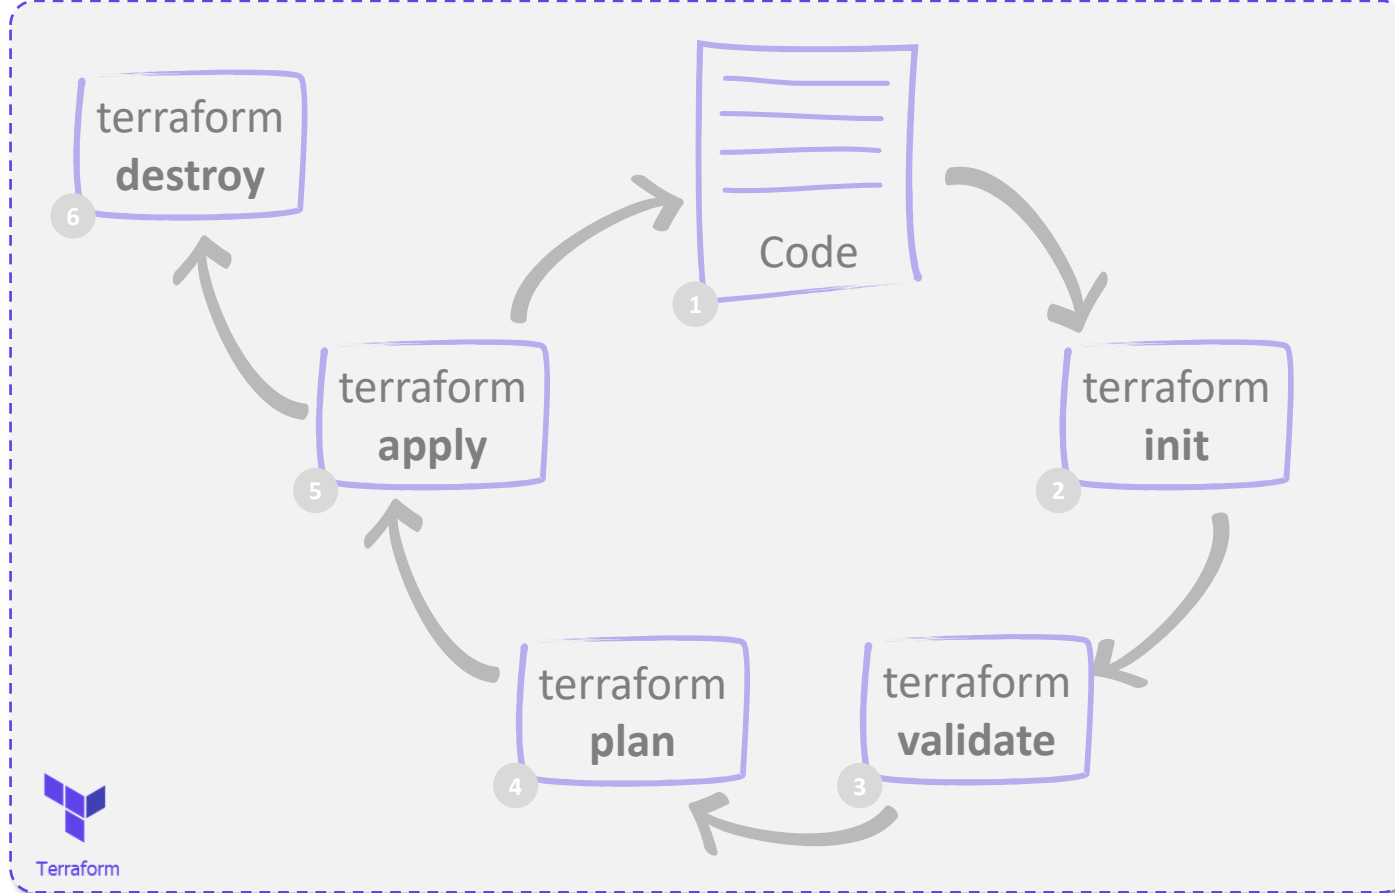 Code
1
terraform
init
2
terraform
validate
3
terraform
plan
4
terraform
apply
5
terraform
destroy
6
Terraform